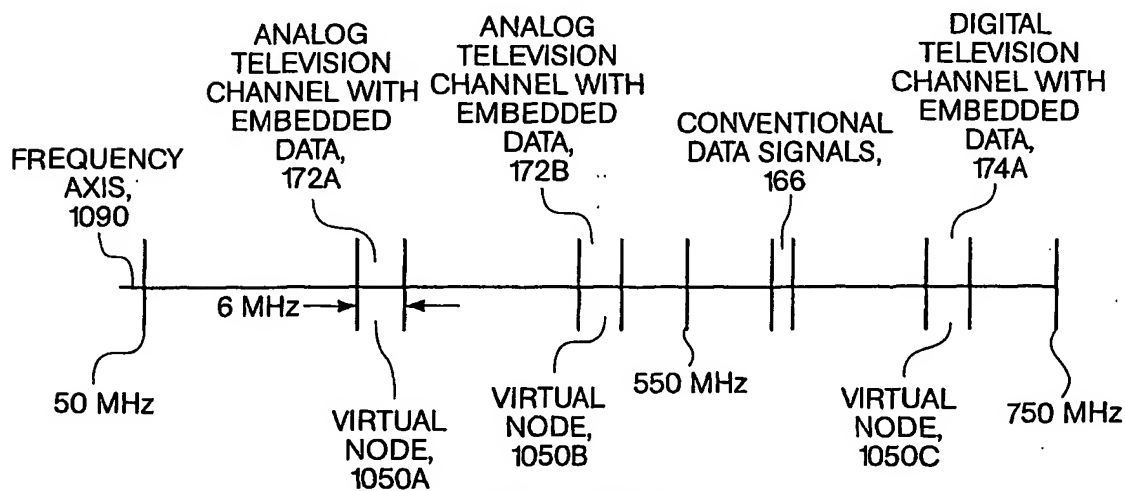 FREQUENCY
AXIS,
1090
ANALOG
TELEVISION
CHANNEL WITH
EMBEDDED
DATA,
172A
ANALOG
TELEVISION
CHANNEL WITH
EMBEDDED
DATA,
172B
CONVENTIONAL
DATA SIGNALS,
166
DIGITAL
TELEVISION
CHANNEL WITH
EMBEDDED
DATA,
174A
6 MHz
50 MHz
VIRTUAL
NODE,
1050A
VIRTUAL
NODE,
1050B
550 MHz
VIRTUAL
NODE,
1050C
750 MHz